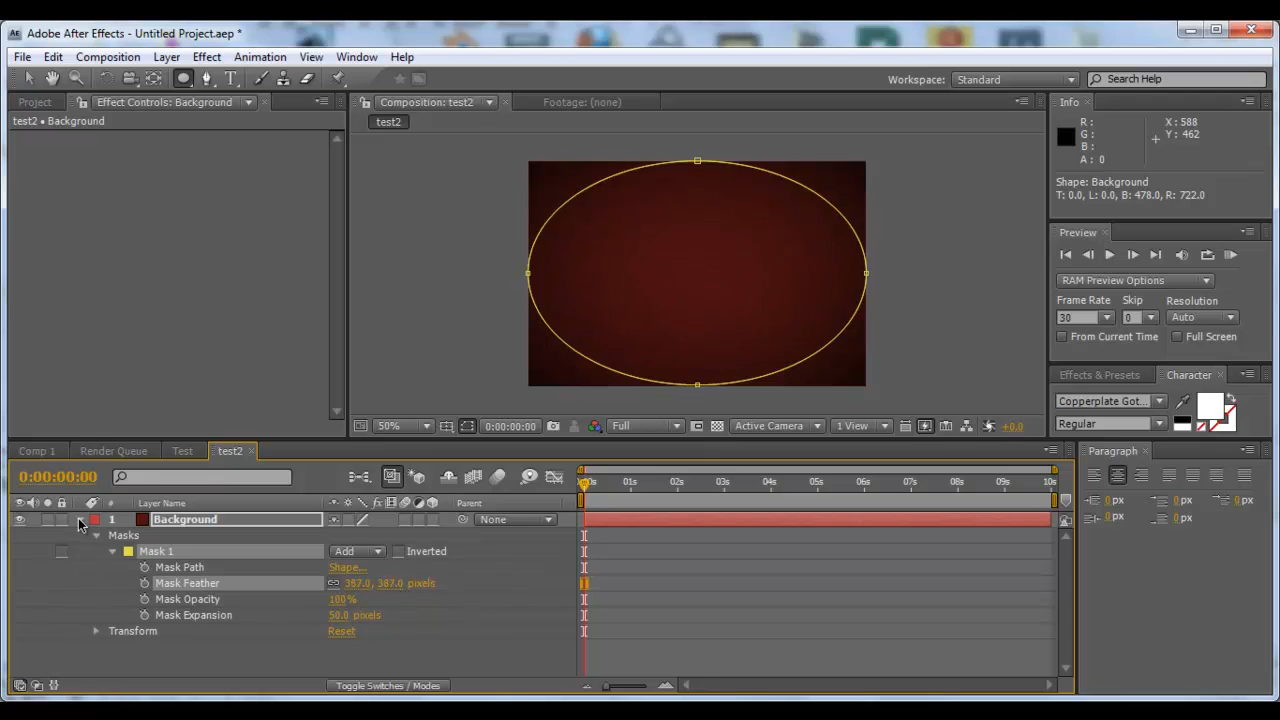 AE Adobe After Effects - Untitled Project.aep *
File Edit Composition Layer Effect Animation View Window Help
T Workspace: Standard Search Help
Project Effect Controls: Background Composition: test2 Footage: (none) Info
test2 • Background
test2
R: X: 588
G: Y: 462
B:
A: 0
Shape: Background
T: 0.0, L: 0.0, B: 478.0, R: 722.0
Preview
RAM Preview Options
Frame Rate Skip Resolution
30 0 Auto
From Current Time Full Screen
Effects & Presets Character
Copperplate Got...
Regular
50% 0:00:00:00 Full Active Camera 1 View +0.0
Comp 1 Render Queue Test test2 Paragraph
0:00:00:00
01s 02s 03s 04s 05s 06s 07s 08s 09s 10s
# Layer Name fx Parent
1 Background None
Masks
Mask 1 Add Inverted
Mask Path Shape...
Mask Feather 387.0, 387.0 pixels
Mask Opacity 100%
Mask Expansion 50.0 pixels
Transform Reset
Toggle Switches / Modes
0 px 0 px 0 px
0 px 0 px